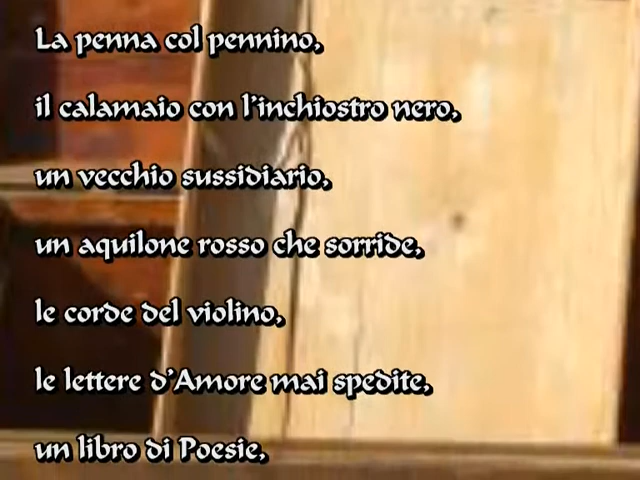 La penna col pennino,
il calamaio con l'inchiostro nero,
un vecchio sussidiario,
un aquilone rosso che sorride,
le corde del violino,
le lettere d'Amore mai spedite,
un libro di Poesie,